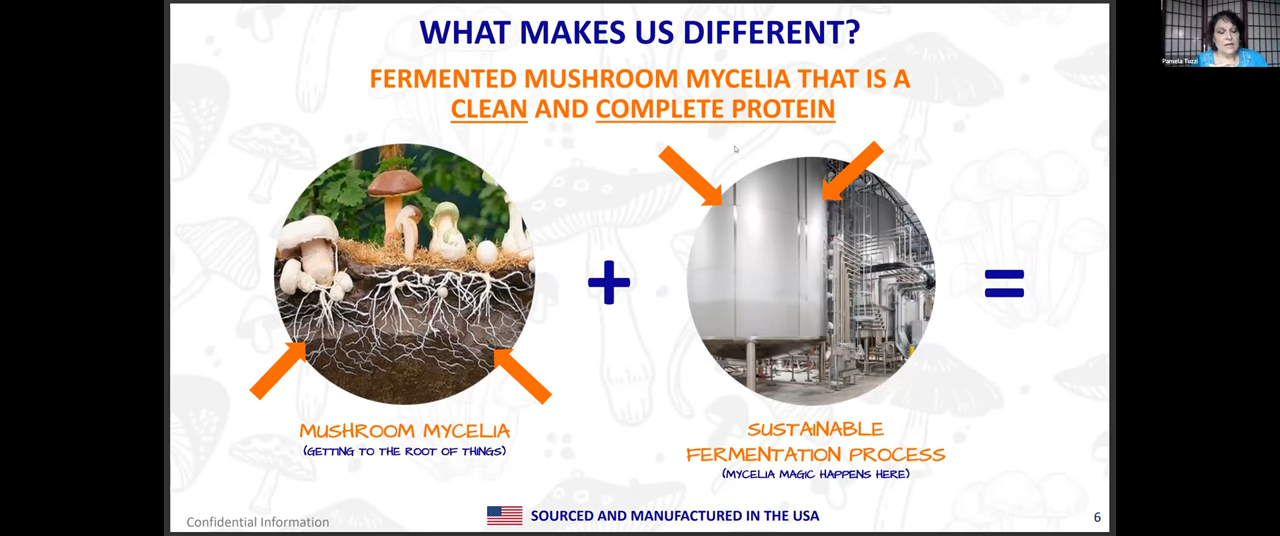 WHAT MAKES US DIFFERENT?
FERMENTED MUSHROOM MYCELIA THAT IS A
CLEAN AND COMPLETE PROTEIN
Pamela Tuzzi
+
=
MUSHROOM MYCELIA
(GETTING TO THE ROOT OF THINGS)
SUSTAINABLE
FERMENTATION PROCESS
(MYCELIA MAGIC HAPPENS HERE)
Confidential Information
SOURCED AND MANUFACTURED IN THE USA
6